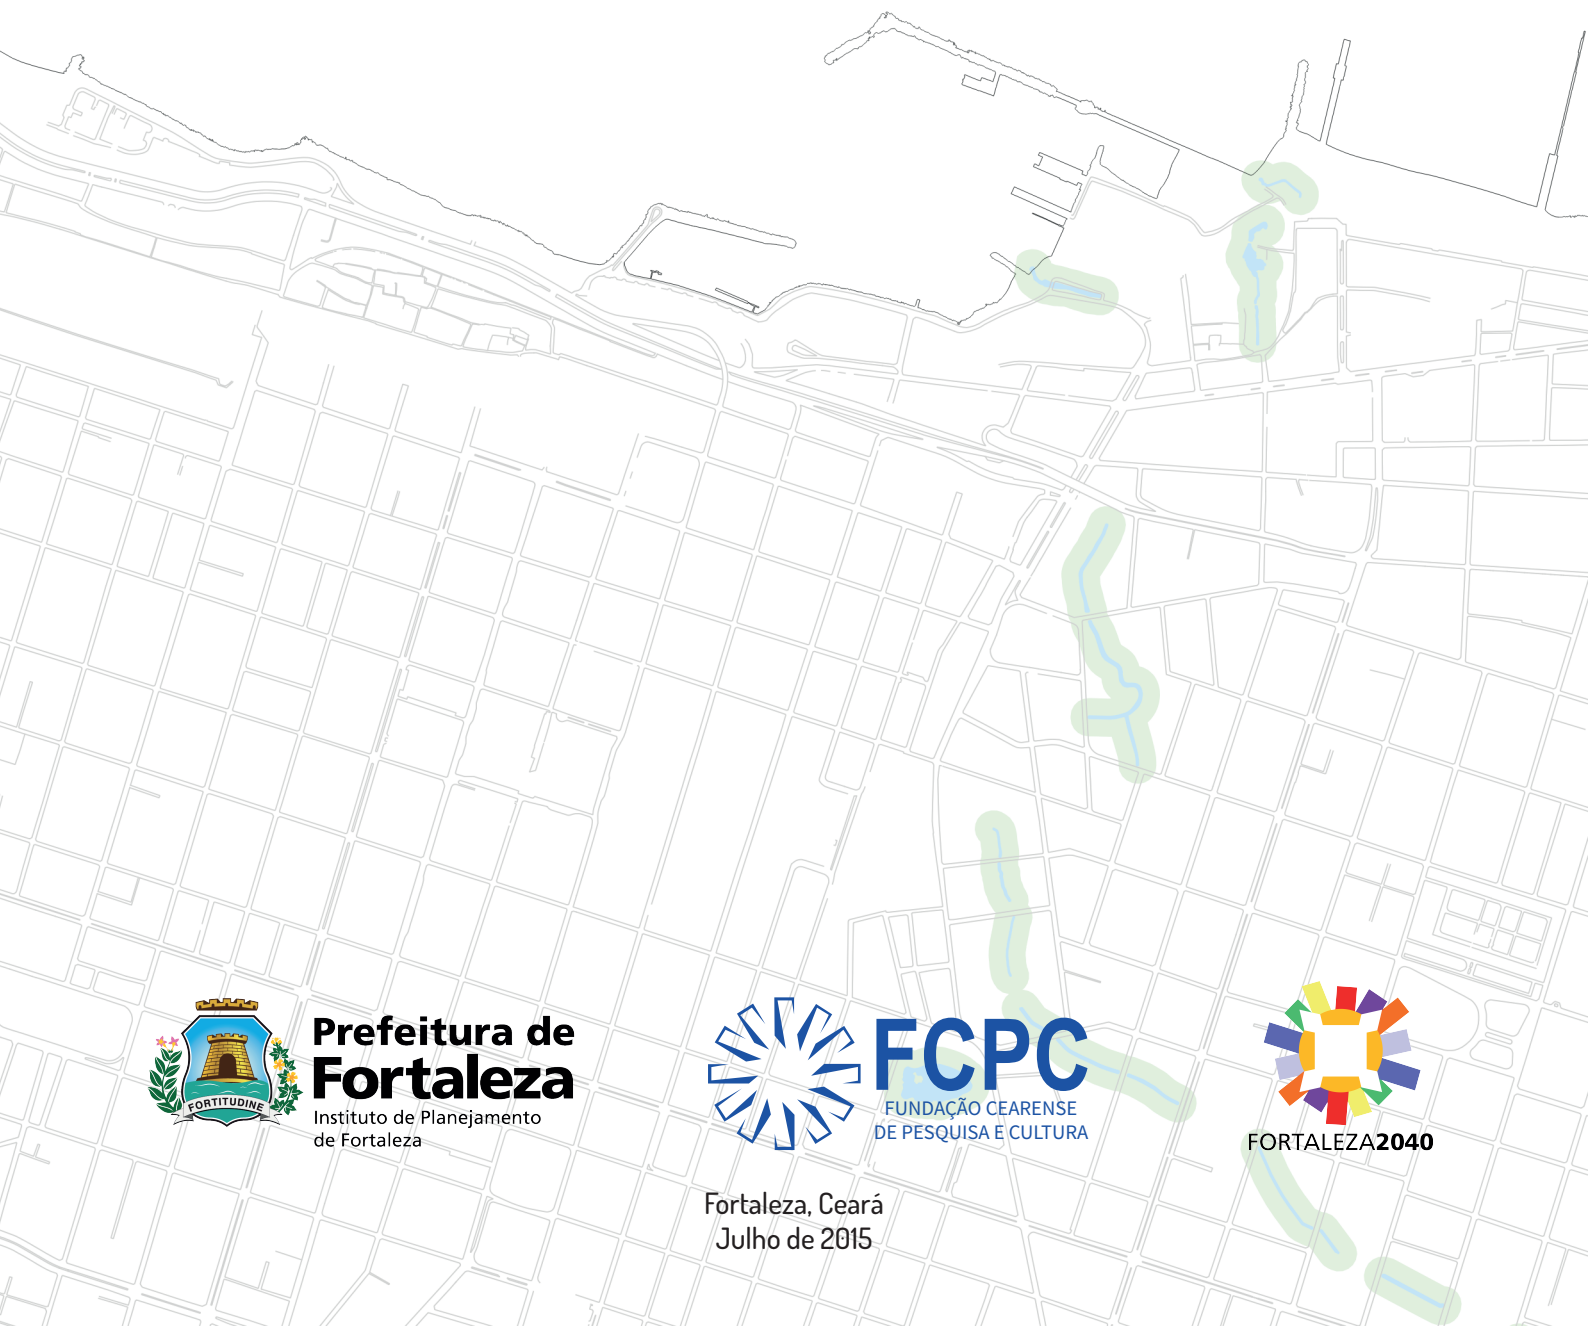 Prefeitura de
Fortaleza
Instituto de Planejamento
de Fortaleza
FORTITUDINE
FCPC
FUNDAÇÃO CEARENSE
DE PESQUISA E CULTURA
FORTALEZA2040
Fortaleza, Ceará
Julho de 2015